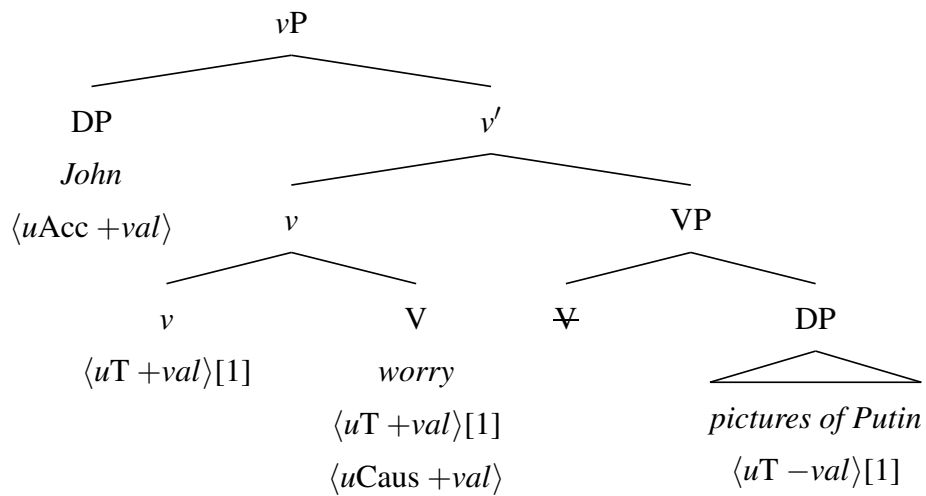 vP
DP v′
John
⟨uAcc +val⟩ v VP
v V V DP
⟨uT +val⟩[1] worry
⟨uT +val⟩[1] pictures of Putin
⟨uCaus +val⟩ ⟨uT −val⟩[1]